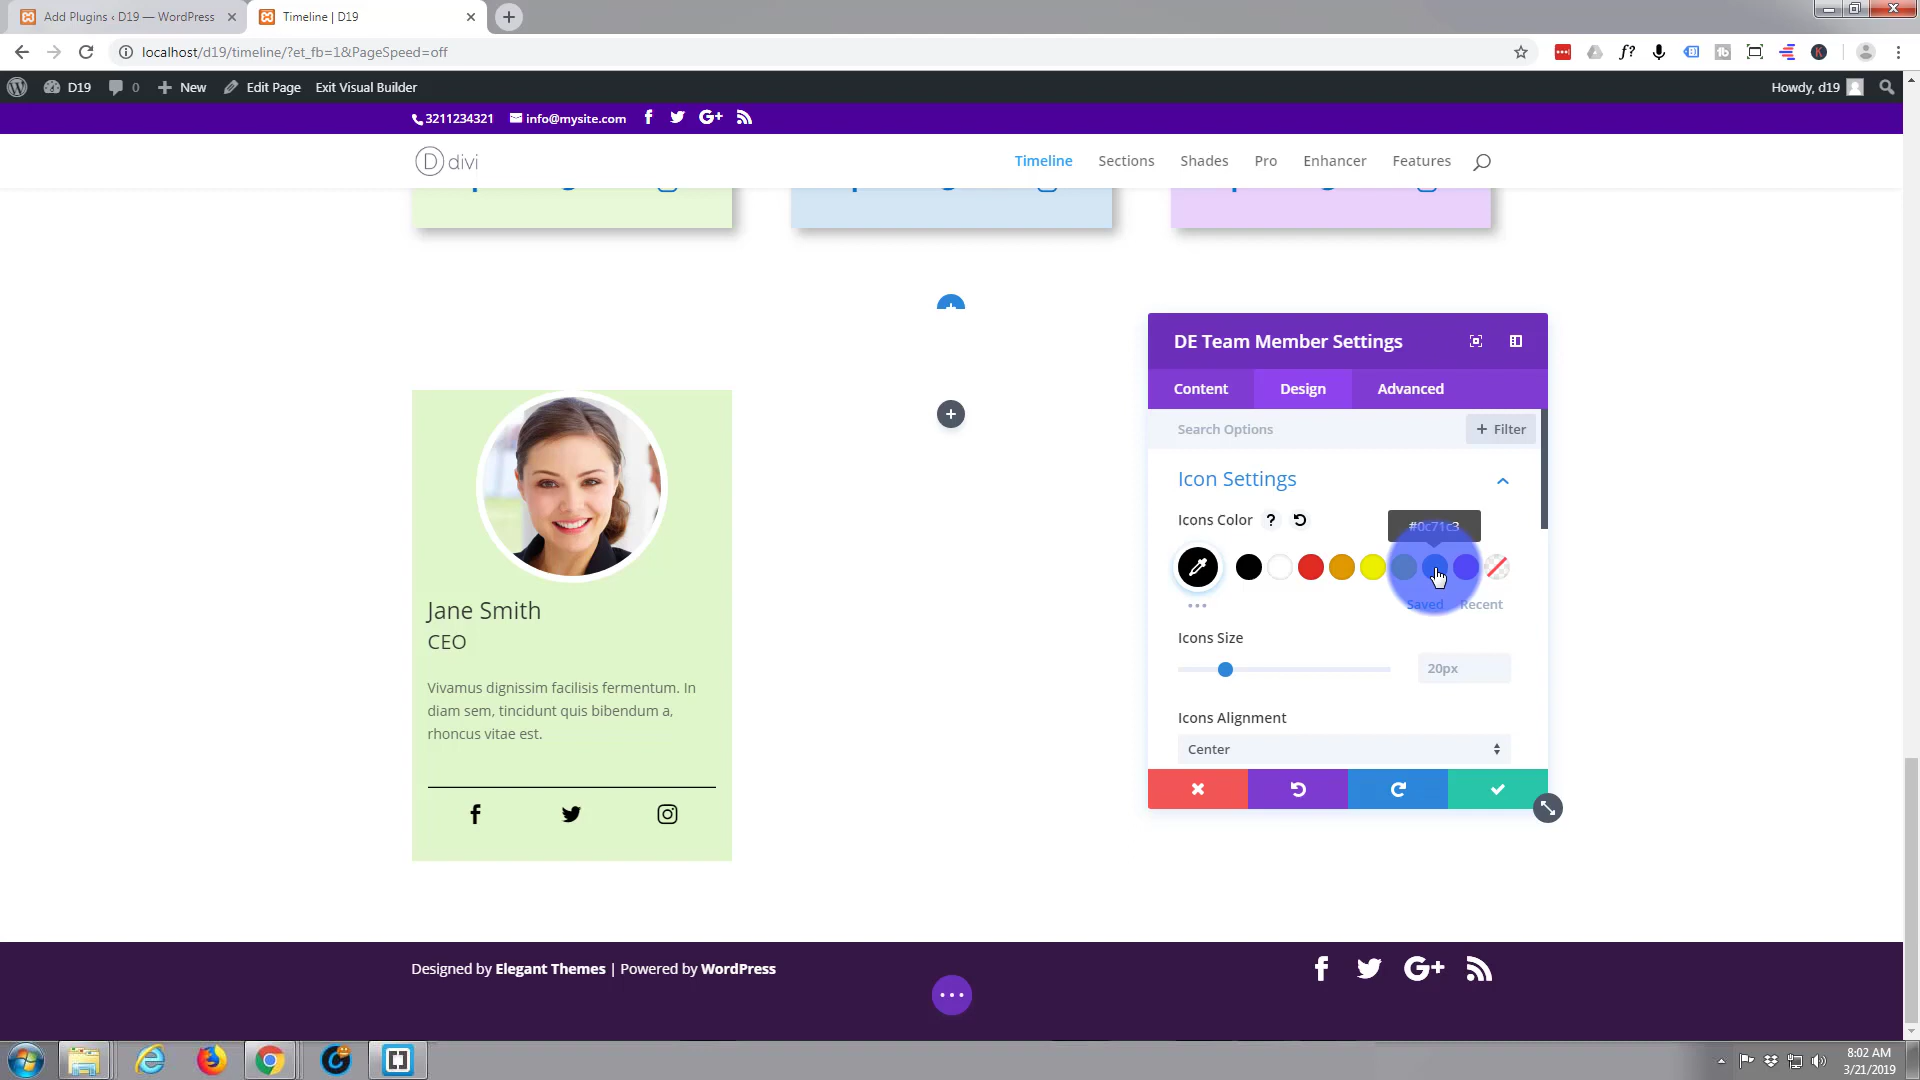 Add Plugins ‹ D19 — WordPress
Timeline | D19
localhost/d19/timeline/?et_fb=1&PageSpeed=off
D19
0
New
Edit Page
Exit Visual Builder
Howdy, d19
3211234321
info@mysite.com
divi
Timeline
Sections
Shades
Pro
Enhancer
Features
DE Team Member Settings
Content
Design
Advanced
Search Options
+ Filter
Icon Settings
Icons Color
#0c71c3
Saved
Recent
Icons Size
20px
Icons Alignment
Center
Jane Smith
CEO
Vivamus dignissim facilisis fermentum. In
diam sem, tincidunt quis bibendum a,
rhoncus vitae est.
Designed by Elegant Themes | Powered by WordPress
8:02 AM
3/21/2019